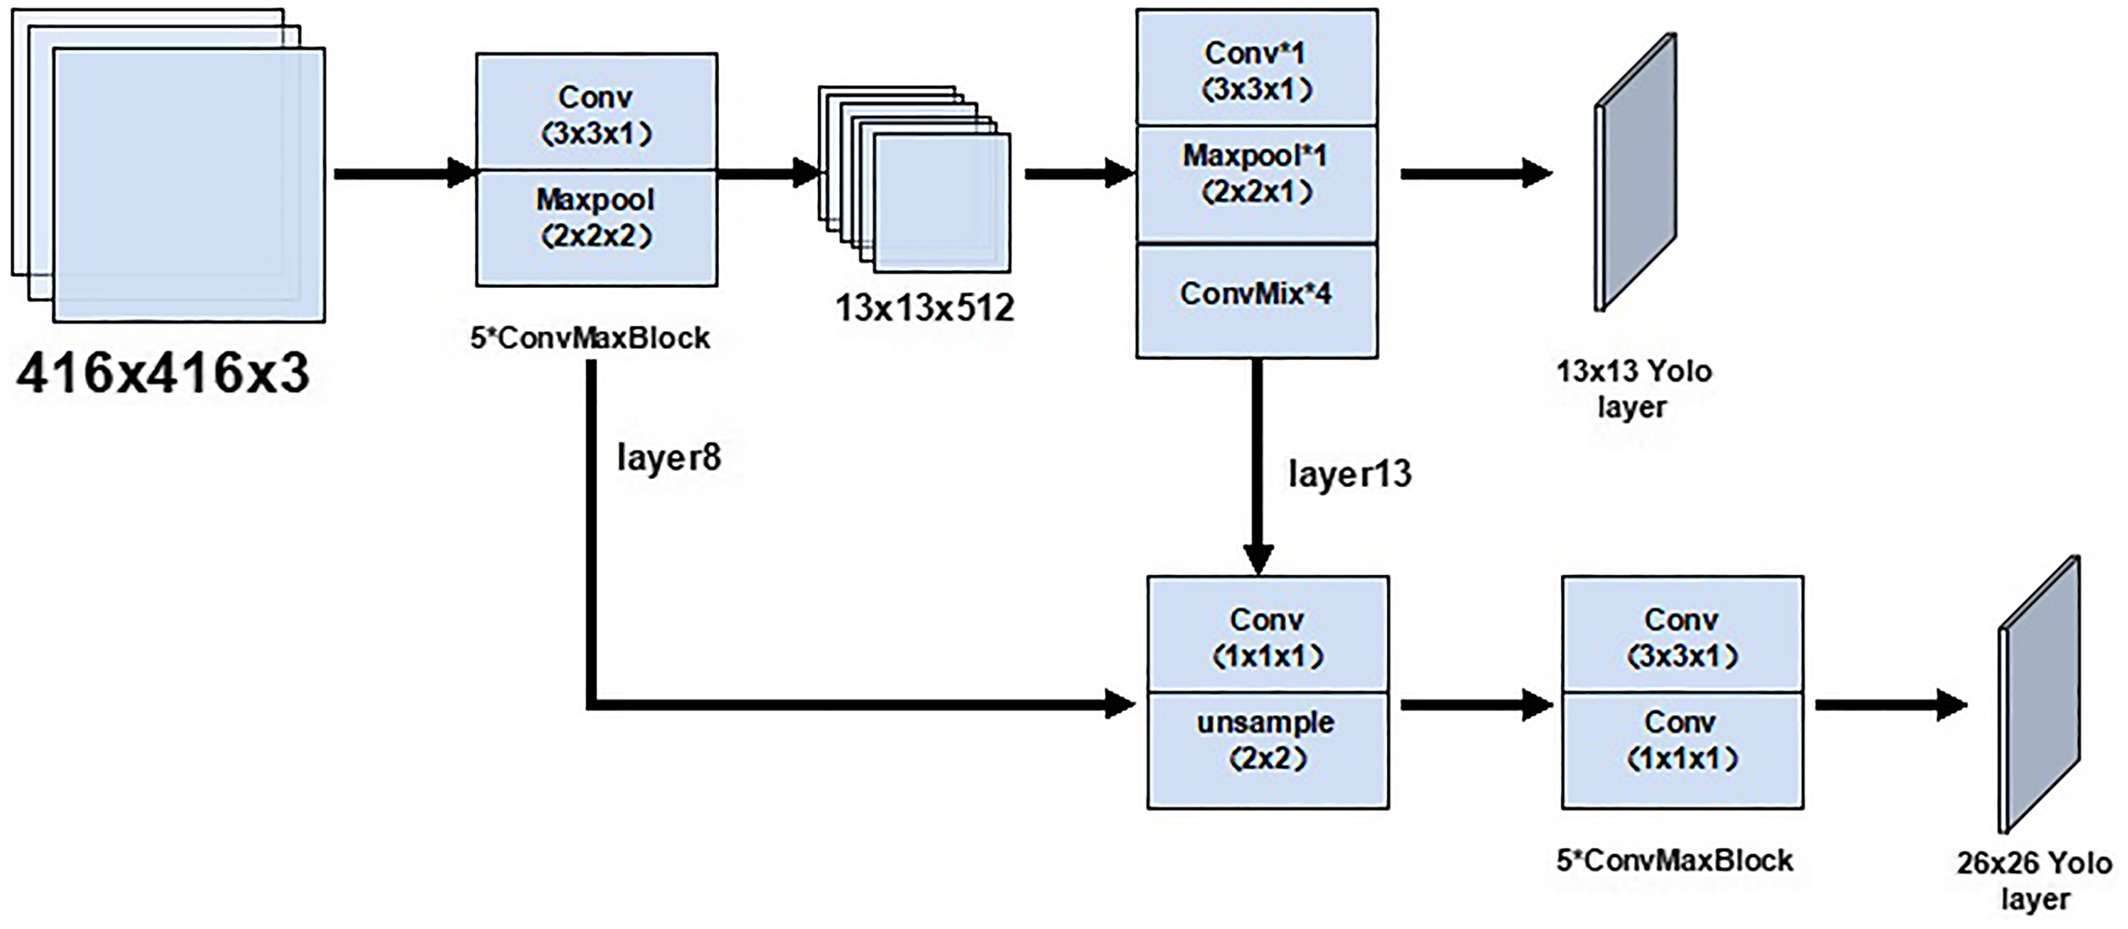 416x416x3
Conv
(3x3x1)
Maxpool
(2x2x2)
5*ConvMaxBlock
13x13x512
Conv*1
(3x3x1)
Maxpool*1
(2x2x1)
ConvMix*4
13x13 Yolo
layer
layer8
layer13
Conv
(1x1x1)
unsample
(2x2)
Conv
(3x3x1)
Conv
(1x1x1)
5*ConvMaxBlock
26x26 Yolo
layer